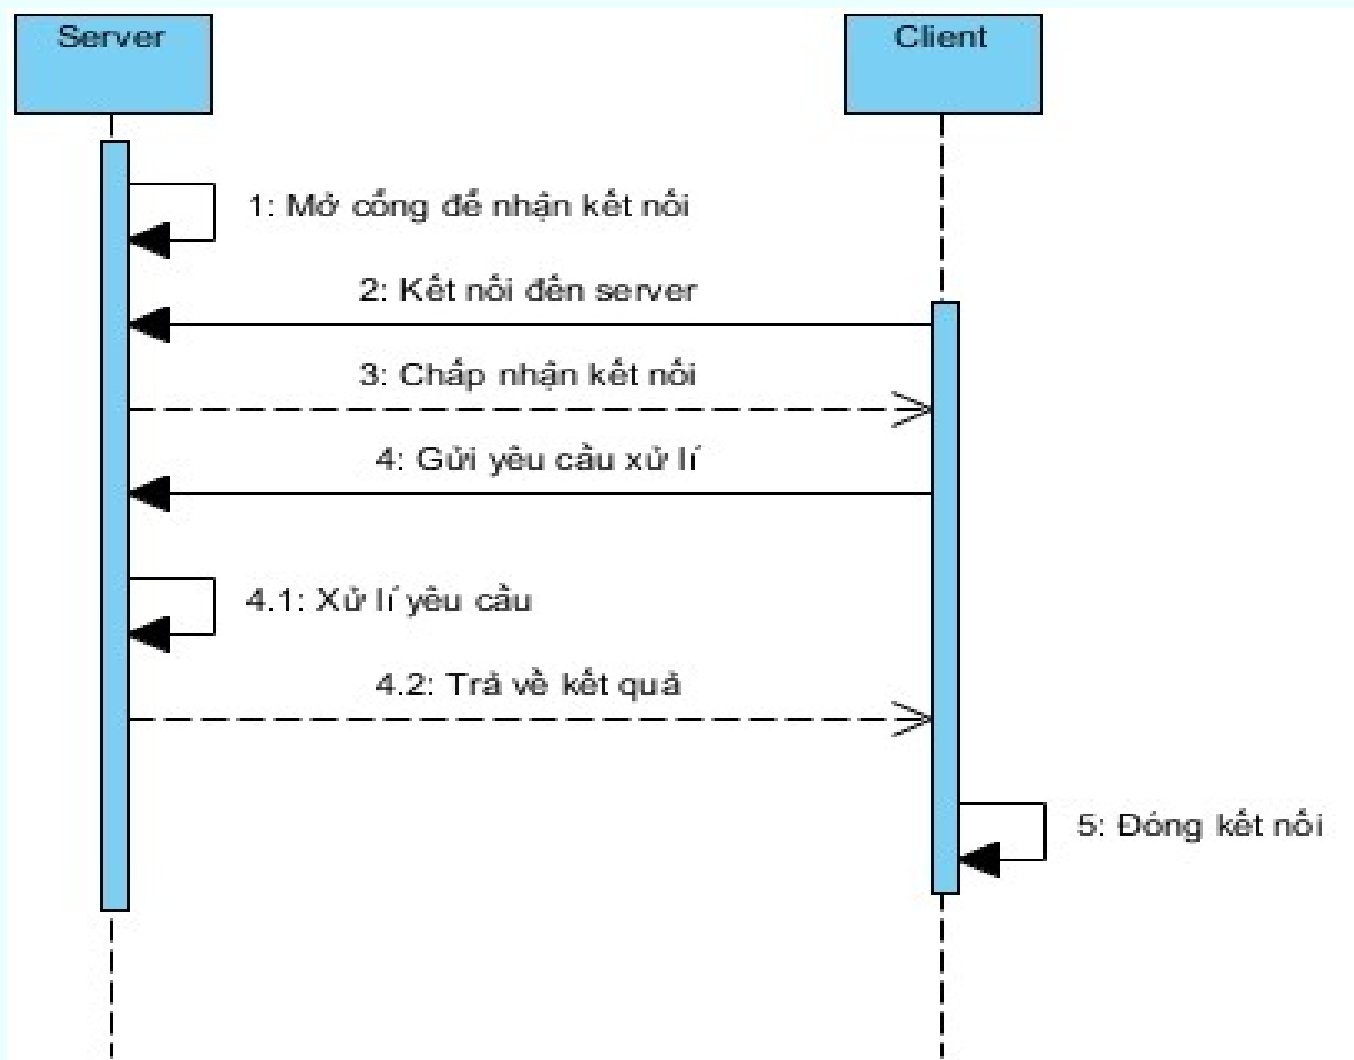 Server
Client
1: Mở cổng để nhận kết nối
2: Kết nối đến server
3: Chấp nhận kết nối
4: Gửi yêu cầu xử lí
4.1: Xử lí yêu cầu
4.2: Trả về kết quả
5: Đóng kết nối